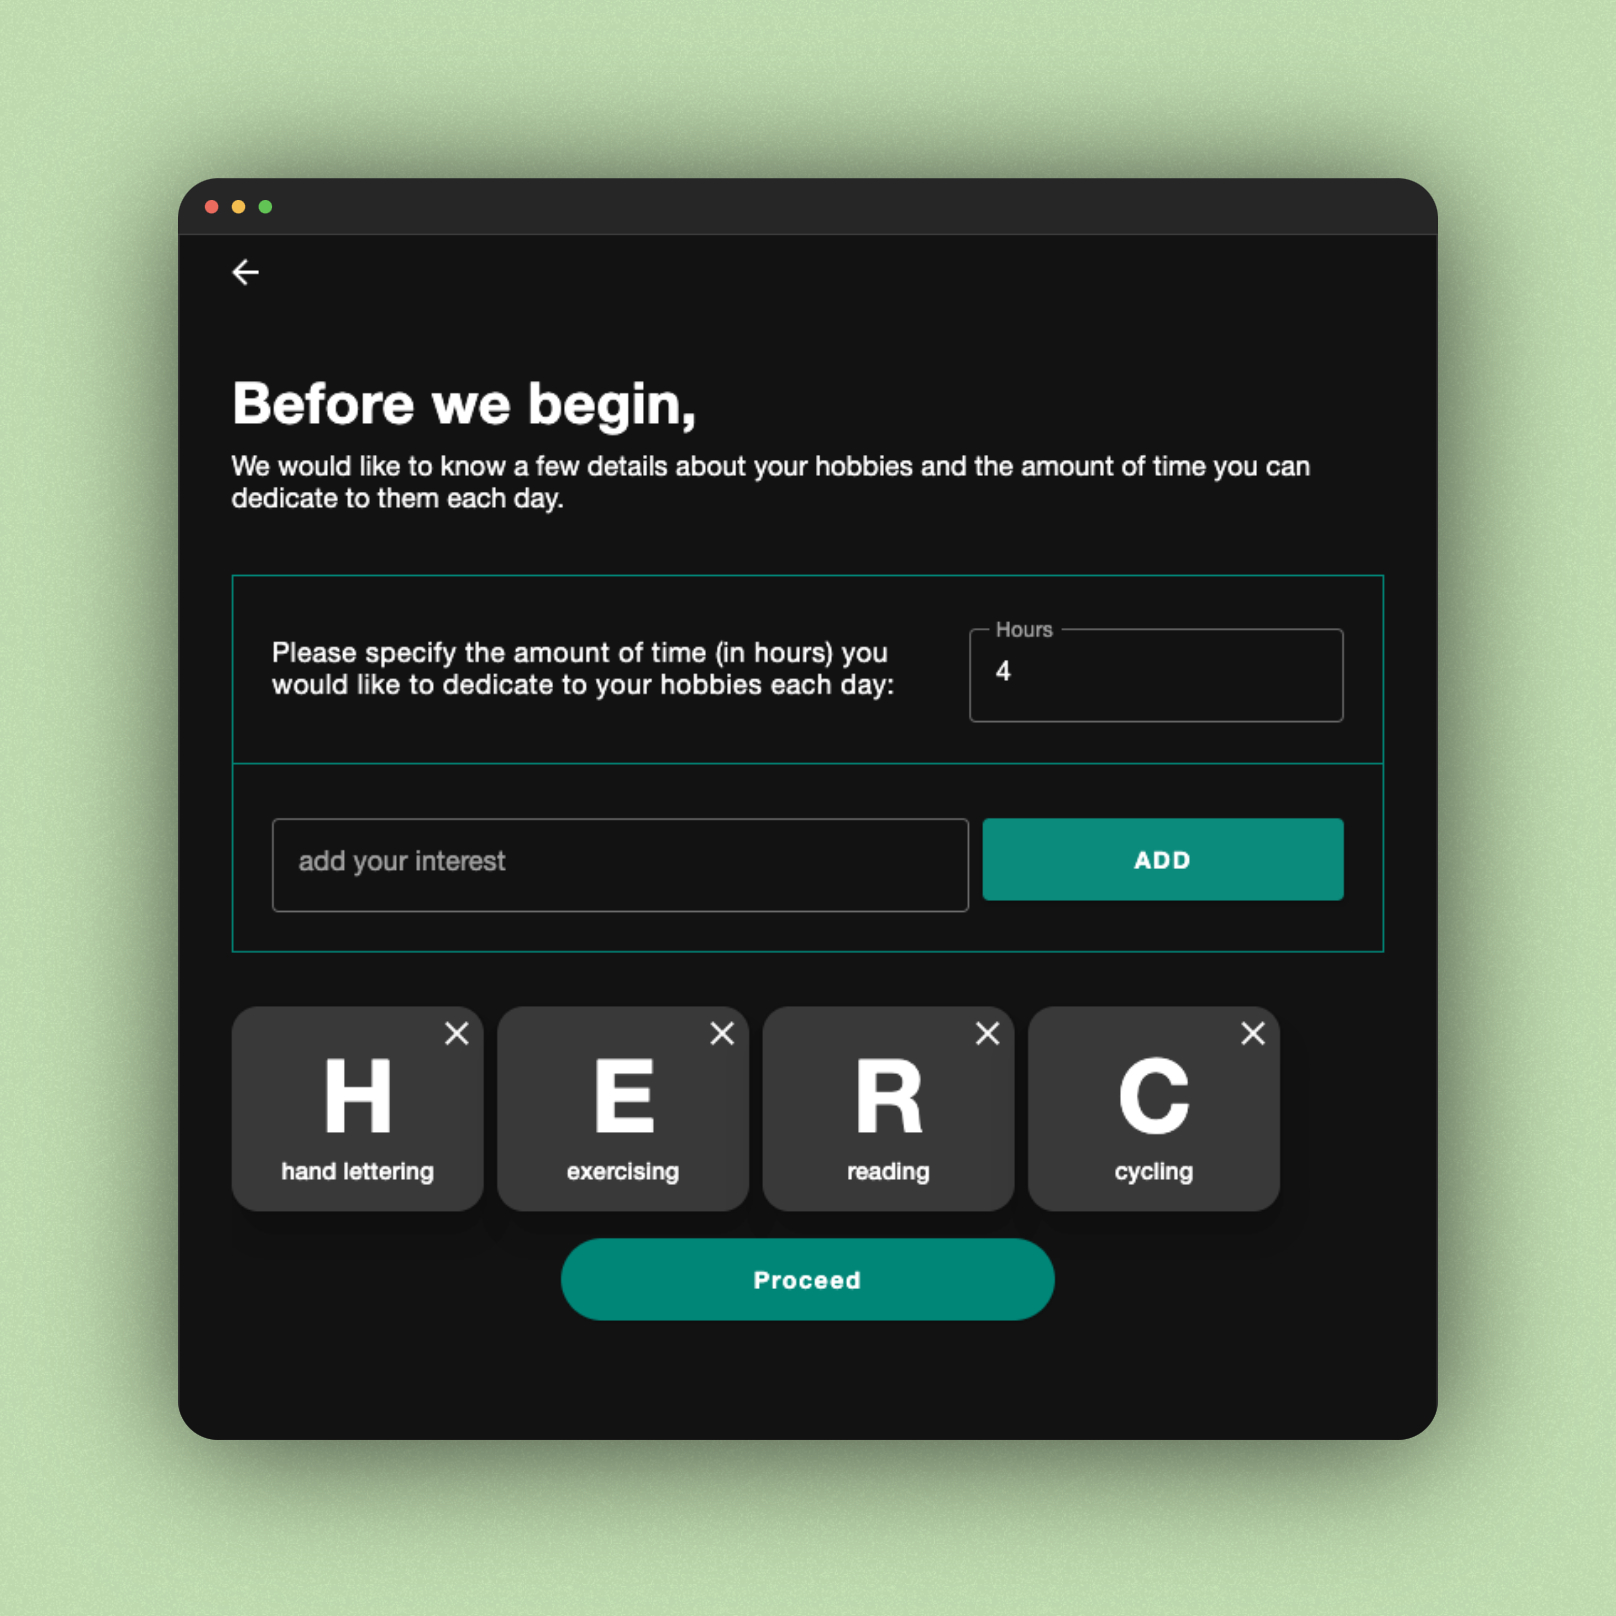 Before we begin,
We would like to know a few details about your hobbies and the amount of time you can
dedicate to them each day.
Please specify the amount of time (in hours) you
would like to dedicate to your hobbies each day:
Hours
4
add your interest
ADD
H
hand lettering
E
exercising
R
reading
C
cycling
Proceed